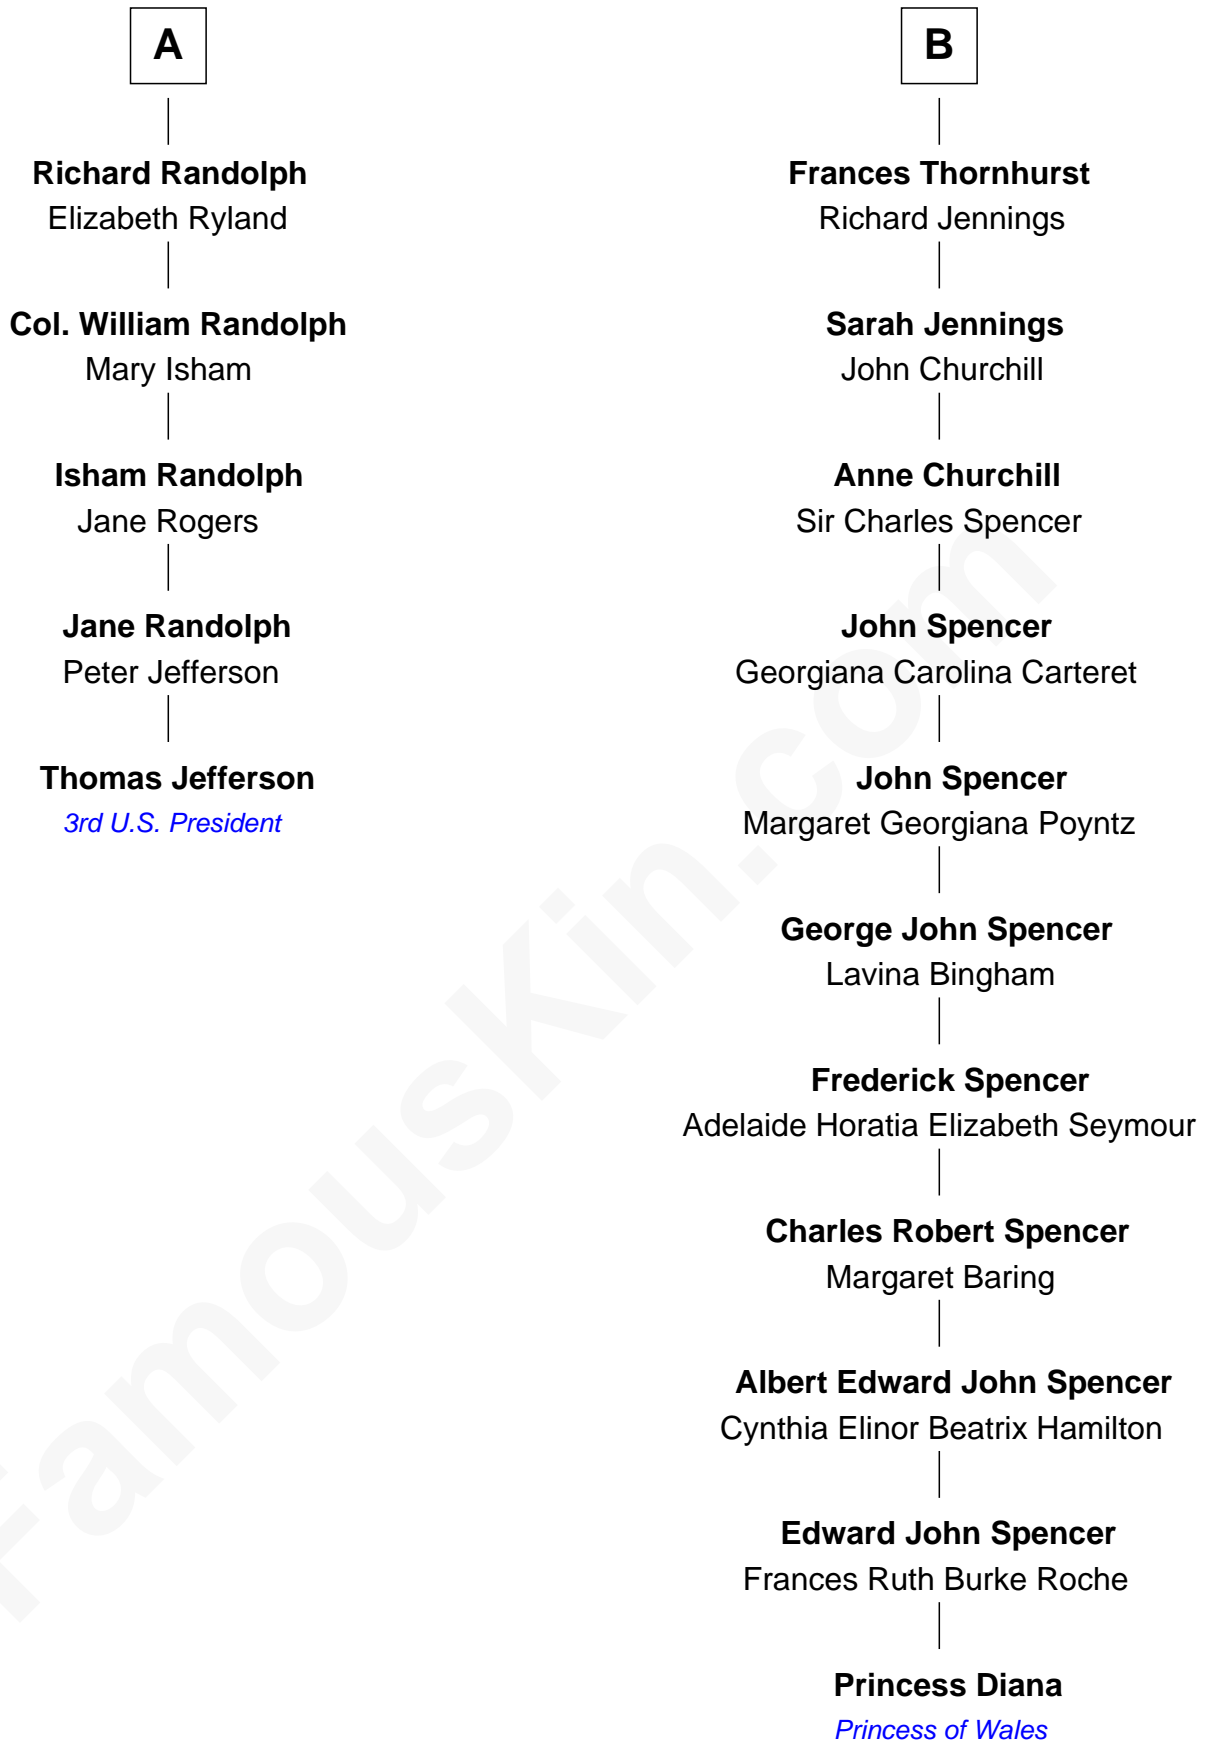 A
Richard Randolph
Elizabeth Ryland
Col. William Randolph
Mary Isham
Isham Randolph
Jane Rogers
Jane Randolph
Peter Jefferson
Thomas Jefferson
3rd U.S. President
B
Frances Thornhurst
Richard Jennings
Sarah Jennings
John Churchill
Anne Churchill
Sir Charles Spencer
John Spencer
Georgiana Carolina Carteret
John Spencer
Margaret Georgiana Poyntz
George John Spencer
Lavina Bingham
Frederick Spencer
Adelaide Horatia Elizabeth Seymour
Charles Robert Spencer
Margaret Baring
Albert Edward John Spencer
Cynthia Elinor Beatrix Hamilton
Edward John Spencer
Frances Ruth Burke Roche
Princess Diana
Princess of Wales
FamousKin.com